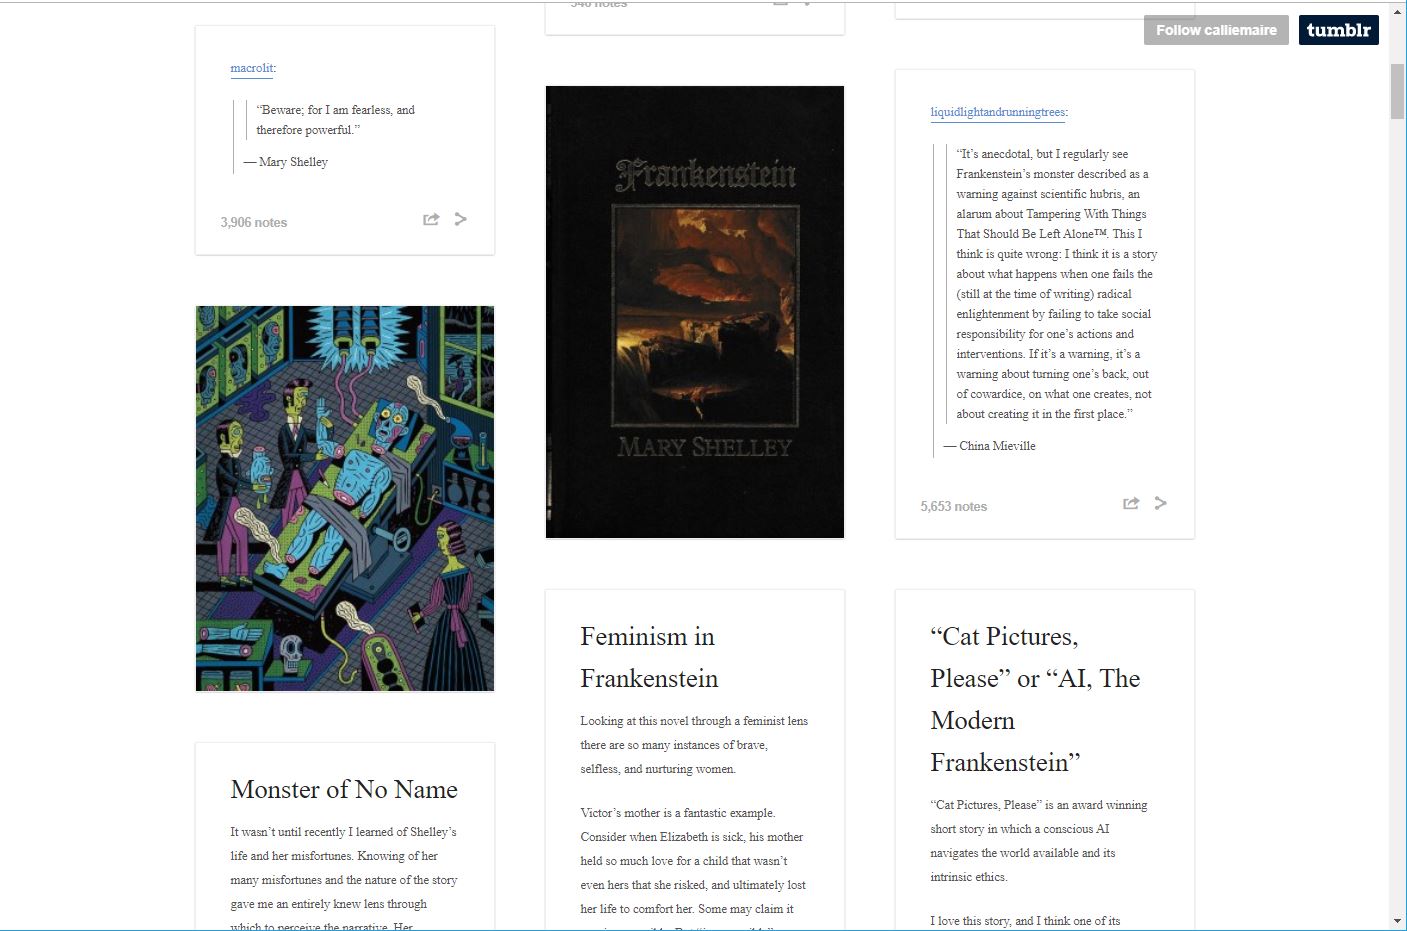 macrolit:
“Beware; for I am fearless, and
therefore powerful.”
— Mary Shelley
3,906 notes
Monster of No Name
It wasn’t until recently I learned of Shelley’s
life and her misfortunes. Knowing of her
many misfortunes and the nature of the story
gave me an entirely knew lens through
which to perceive the narrative. Her
546 notes
Frankenstein
MARY SHELLEY
Feminism in
Frankenstein
Looking at this novel through a feminist lens
there are so many instances of brave,
selfless, and nurturing women.
Victor’s mother is a fantastic example.
Consider when Elizabeth is sick, his mother
held so much love for a child that wasn’t
even hers that she risked, and ultimately lost
her life to comfort her. Some may claim it
Follow calliemaire
tumblr
liquidlightandrunningtrees:
“It’s anecdotal, but I regularly see
Frankenstein’s monster described as a
warning against scientific hubris, an
alarum about Tampering With Things
That Should Be Left Alone™. This I
think is quite wrong: I think it is a story
about what happens when one fails the
(still at the time of writing) radical
enlightenment by failing to take social
responsibility for one’s actions and
interventions. If it’s a warning, it’s a
warning about turning one’s back, out
of cowardice, on what one creates, not
about creating it in the first place.”
— China Mieville
5,653 notes
“Cat Pictures,
Please” or “AI, The
Modern
Frankenstein”
“Cat Pictures, Please” is an award winning
short story in which a conscious AI
navigates the world available and its
intrinsic ethics.
I love this story, and I think one of its